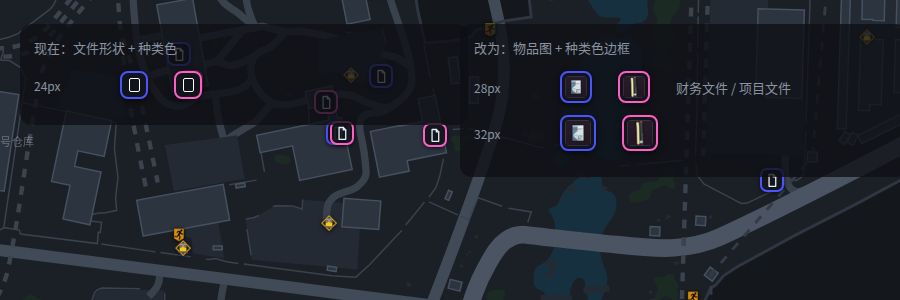 现在：文件形状 + 种类色
24px
改为：物品图 + 种类色边框
28px
财务文件 / 项目文件
32px
号仓库